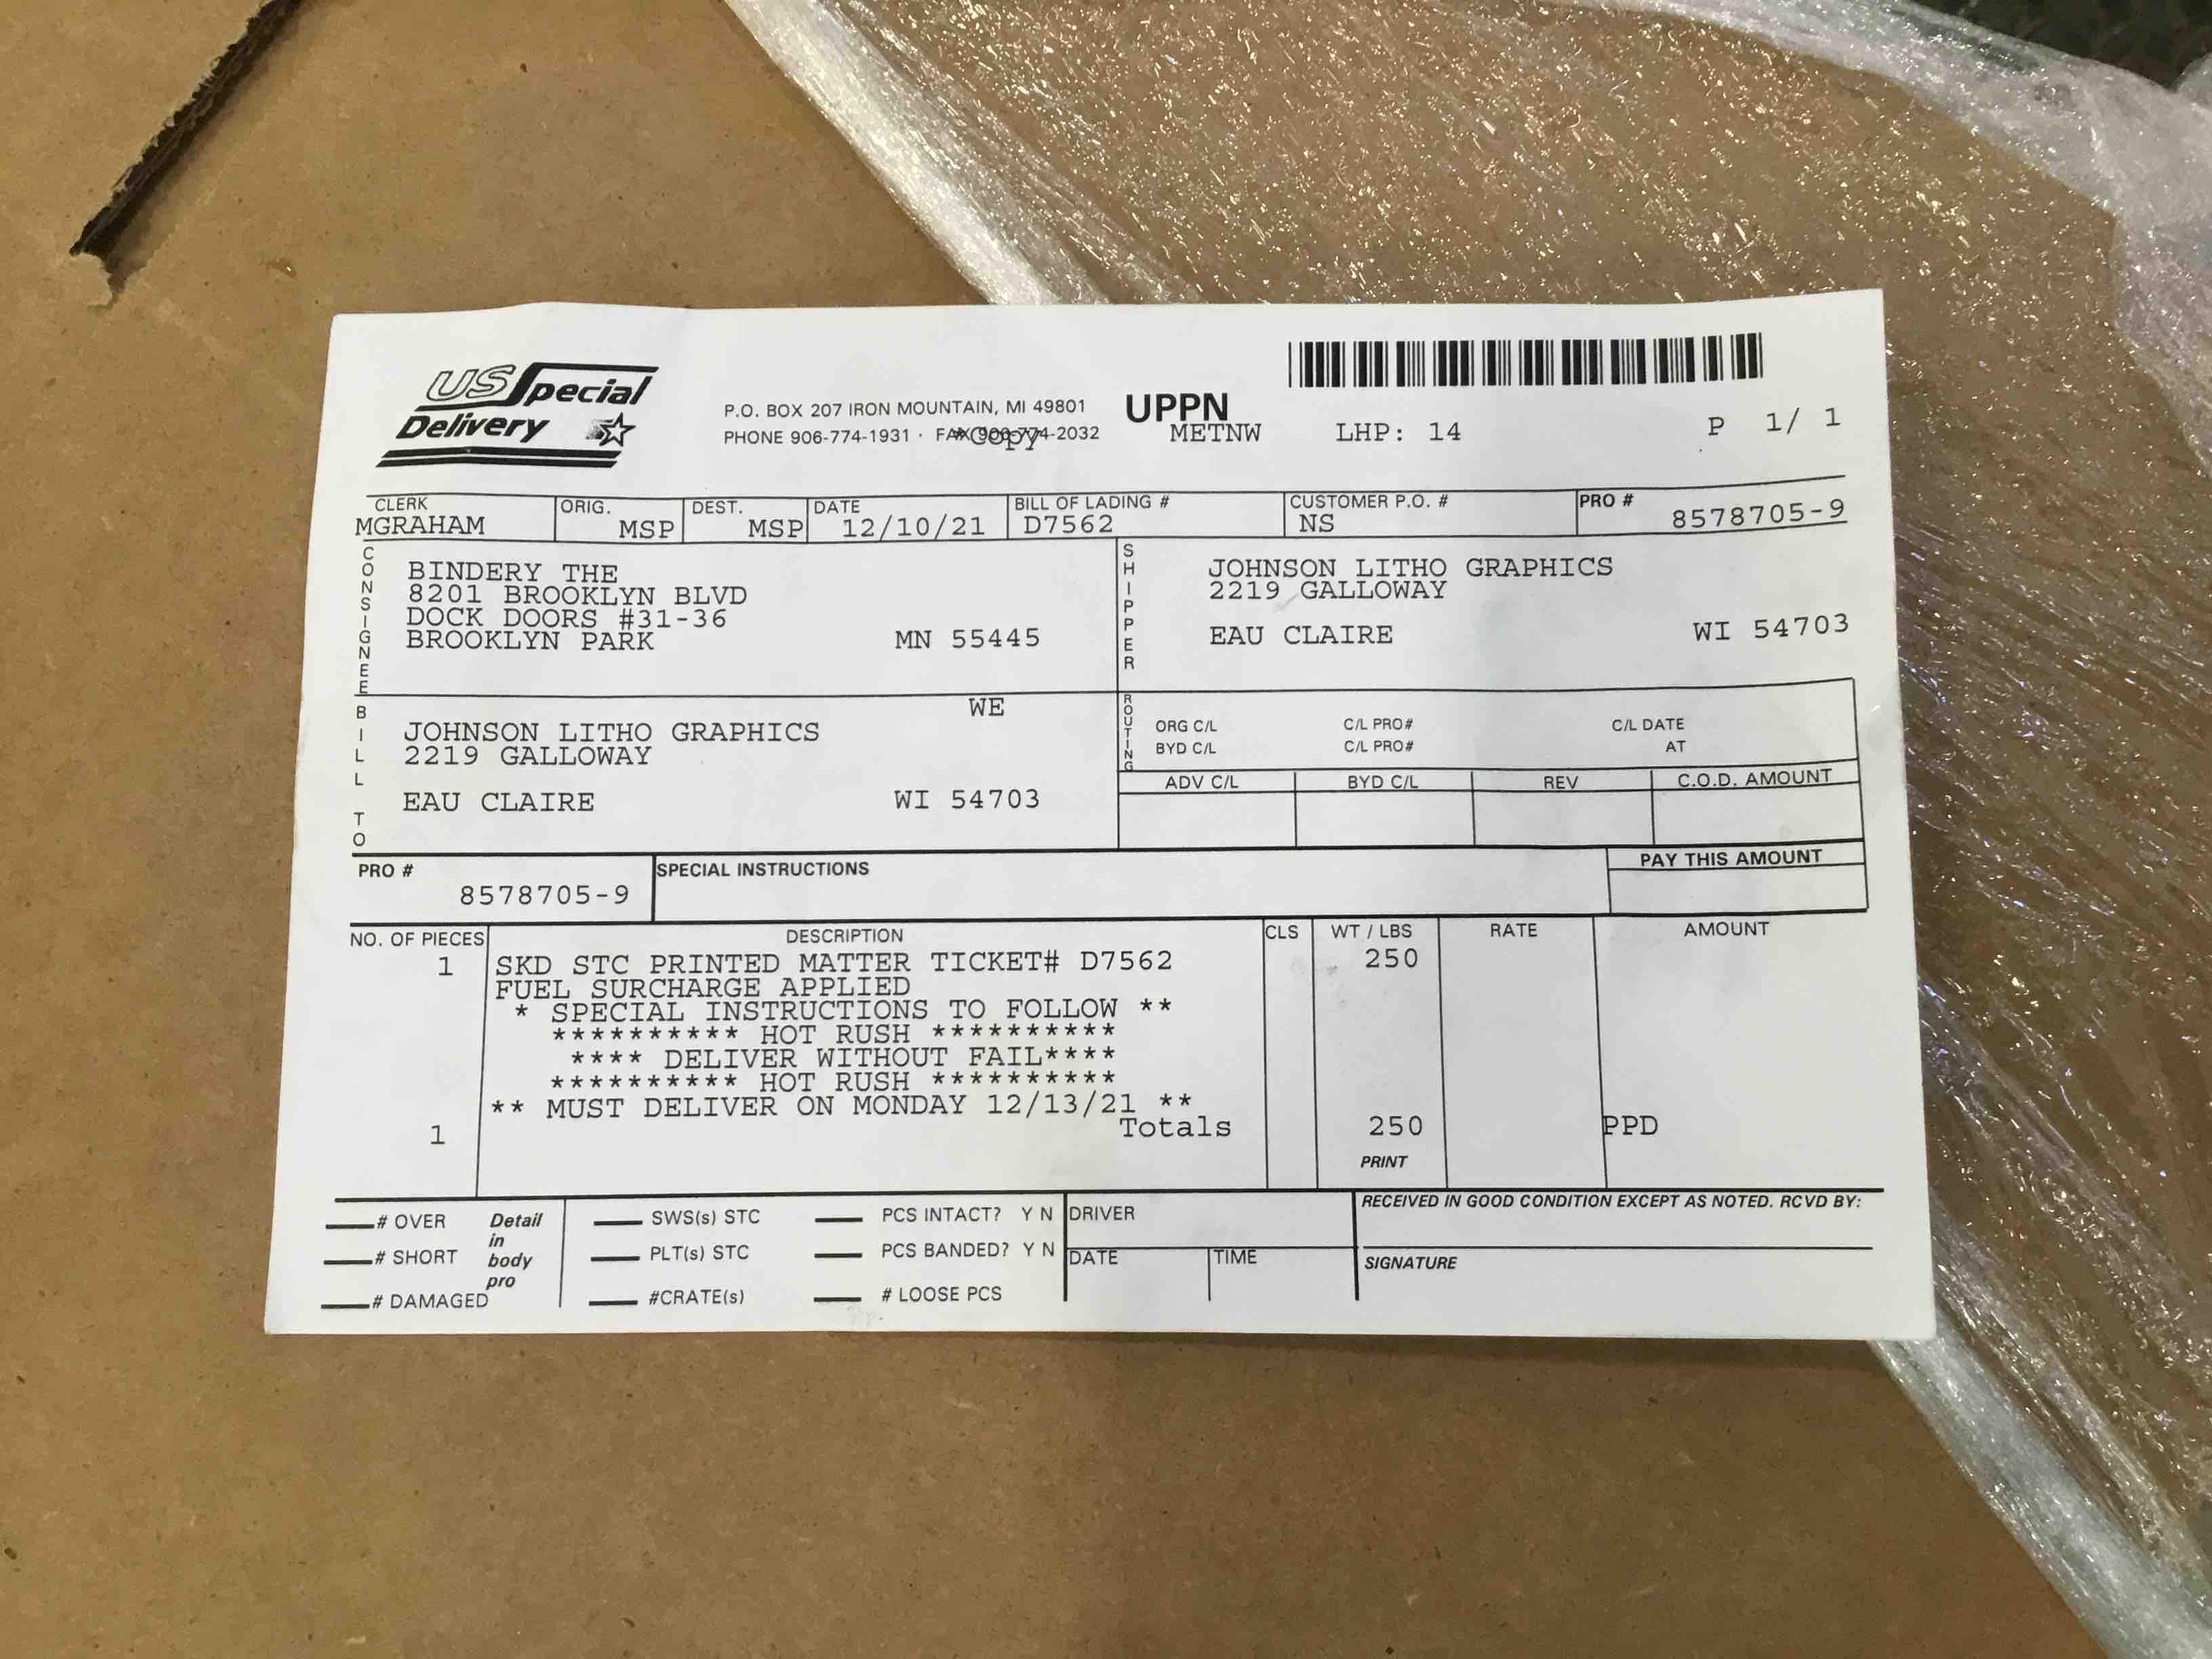 US Special
Delivery
P.O. BOX 207 IRON MOUNTAIN, MI 49801
PHONE 906-774-1931 · FAX 906-774-2032
*Copy
UPPN
METNW
LHP: 14
P 1/ 1
CLERK ORIG. DEST. DATE BILL OF LADING # CUSTOMER P.O. # PRO #
MGRAHAM MSP MSP 12/10/21 D7562 NS 8578705-9
CONSIGNEE
BINDERY THE
8201 BROOKLYN BLVD
DOCK DOORS #31-36
BROOKLYN PARK MN 55445
SHIPPER
JOHNSON LITHO GRAPHICS
2219 GALLOWAY
EAU CLAIRE WI 54703
BILL TO
WE
JOHNSON LITHO GRAPHICS
2219 GALLOWAY
EAU CLAIRE WI 54703
ROUTING
ORG C/L C/L PRO# C/L DATE
BYD C/L C/L PRO# AT
ADV C/L BYD C/L REV C.O.D. AMOUNT
PRO # SPECIAL INSTRUCTIONS PAY THIS AMOUNT
8578705-9
NO. OF PIECES DESCRIPTION CLS WT / LBS RATE AMOUNT
1 SKD STC PRINTED MATTER TICKET# D7562 250
FUEL SURCHARGE APPLIED
* SPECIAL INSTRUCTIONS TO FOLLOW **
********** HOT RUSH **********
**** DELIVER WITHOUT FAIL****
********** HOT RUSH **********
** MUST DELIVER ON MONDAY 12/13/21 **
1 Totals 250 PPD
PRINT
# OVER Detail in body pro SWS(s) STC PCS INTACT? Y N DRIVER RECEIVED IN GOOD CONDITION EXCEPT AS NOTED. RCVD BY:
# SHORT PLT(s) STC PCS BANDED? Y N DATE TIME SIGNATURE
# DAMAGED #CRATE(s) # LOOSE PCS